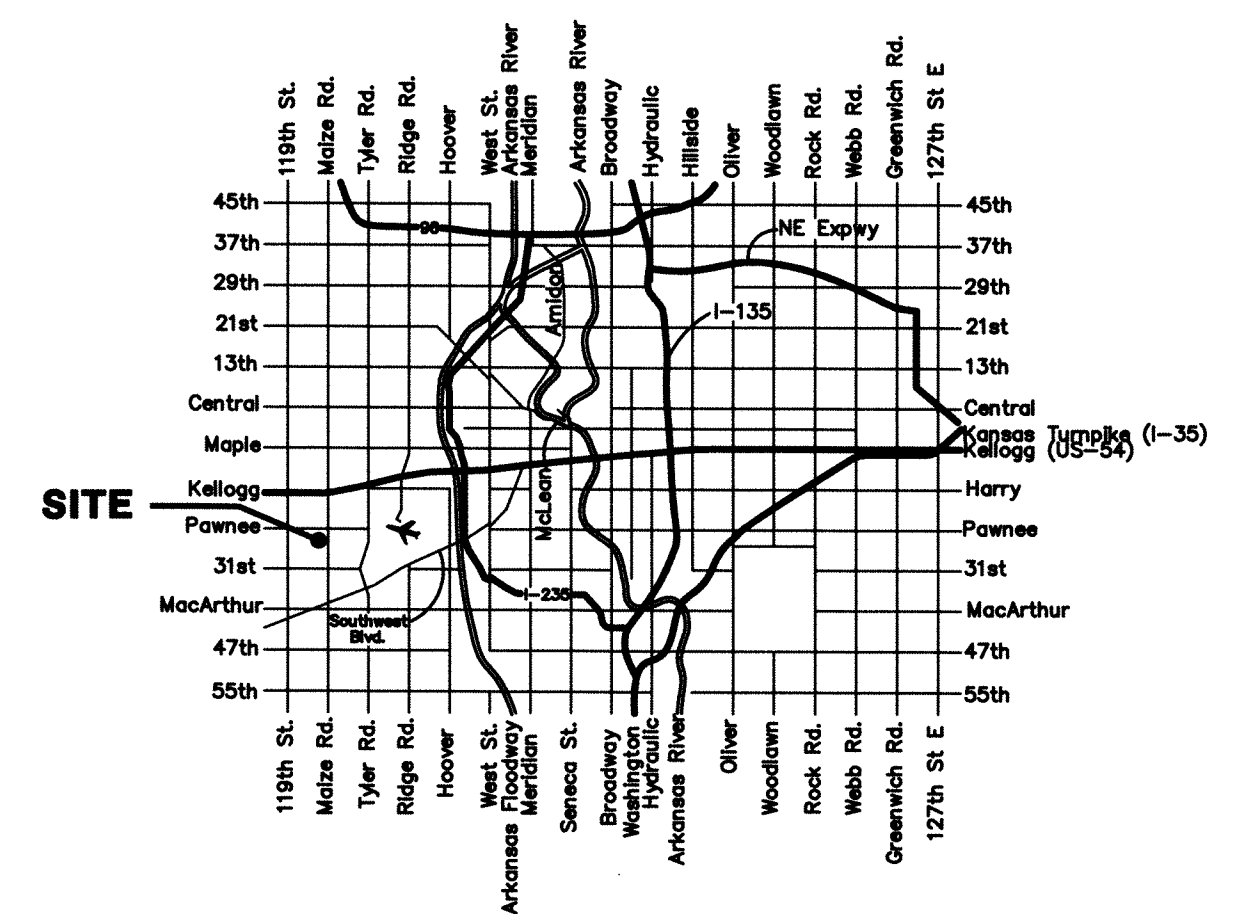 119th St.
Maize Rd.
Tyler Rd.
Ridge Rd.
Hoover
West St.
Arkansas River
Meridian
Arkansas River
Broadway
Hydraulic
Hillside
Oliver
Woodlawn
Rock Rd.
Webb Rd.
Greenwich Rd.
127th St E
45th
37th
29th
21st
13th
Central
Maple
Kellogg
Pawnee
31st
MacArthur
47th
55th
SITE
96
Amidon
NE Expwy
I-135
McLean
I-235
Southwest
Blvd.
45th
37th
29th
21st
13th
Central
Kansas Turnpike (I-35)
Kellogg (US-54)
Harry
Pawnee
31st
MacArthur
47th
55th
119th St.
Maize Rd.
Tyler Rd.
Ridge Rd.
Hoover
West St.
Arkansas Floodway
Meridian
Seneca St.
Broadway
Washington
Hydraulic
Arkansas River
Oliver
Woodlawn
Rock Rd.
Webb Rd.
Greenwich Rd.
127th St E